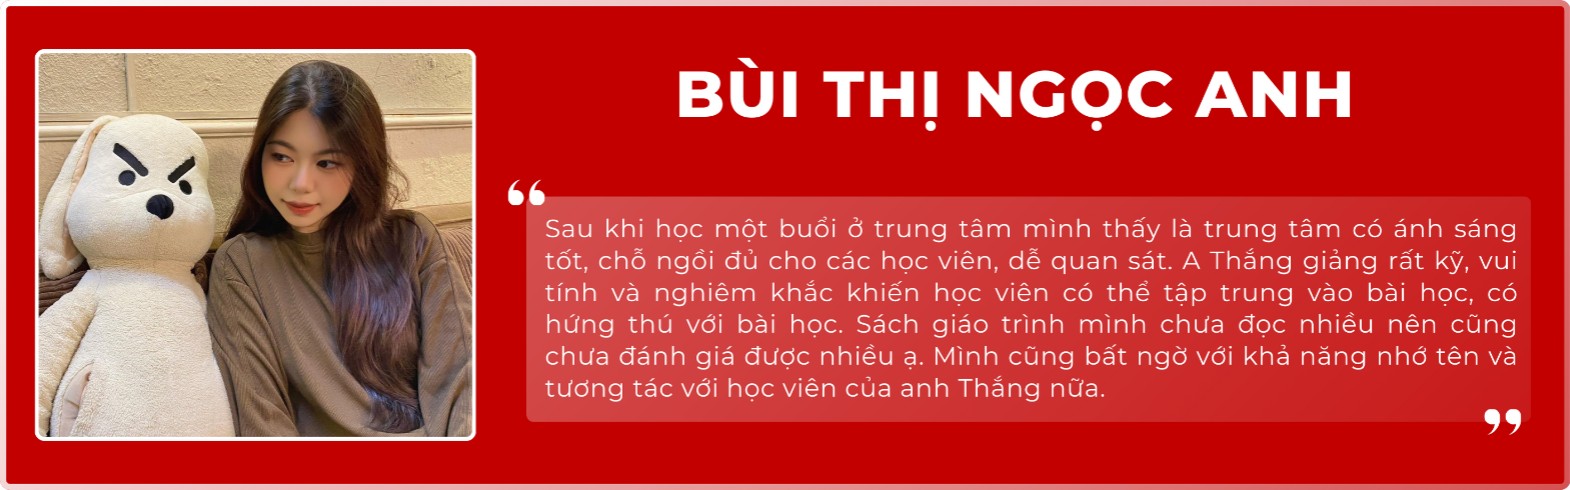 BÙI THỊ NGỌC ANH
“
Sau khi học một buổi ở trung tâm mình thấy là trung tâm có ánh sáng
tốt, chỗ ngồi đủ cho các học viên, dễ quan sát. A Thắng giảng rất kỹ, vui
tính và nghiêm khắc khiến học viên có thể tập trung vào bài học, có
hứng thú với bài học. Sách giáo trình mình chưa đọc nhiều nên cũng
chưa đánh giá được nhiều ạ. Mình cũng bất ngờ với khả năng nhớ tên và
tương tác với học viên của anh Thắng nữa.
”